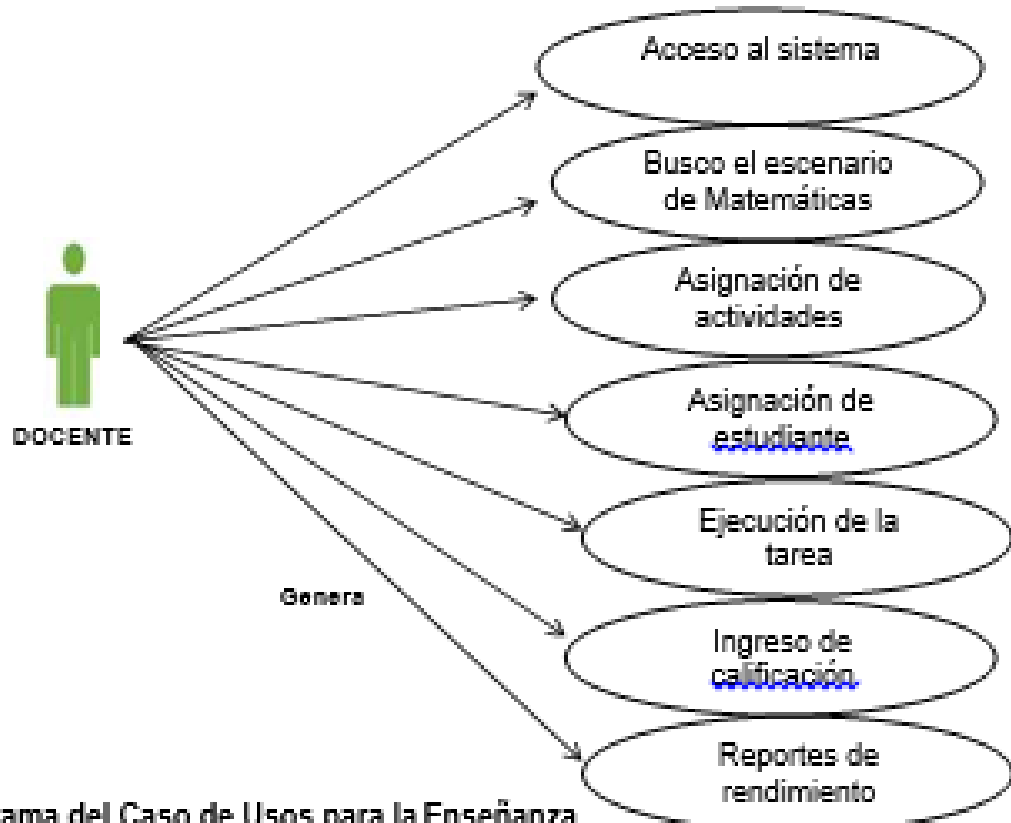 Acceso al sistema
Busco el escenario
de Matemáticas
Asignación de
actividades
Asignación de
estudiante
DOCENTE
Ejecución de la
tarea
Genera
Ingreso de
calificación
Reportes de
rendimiento
del Caso de Usos para la Enseñanza